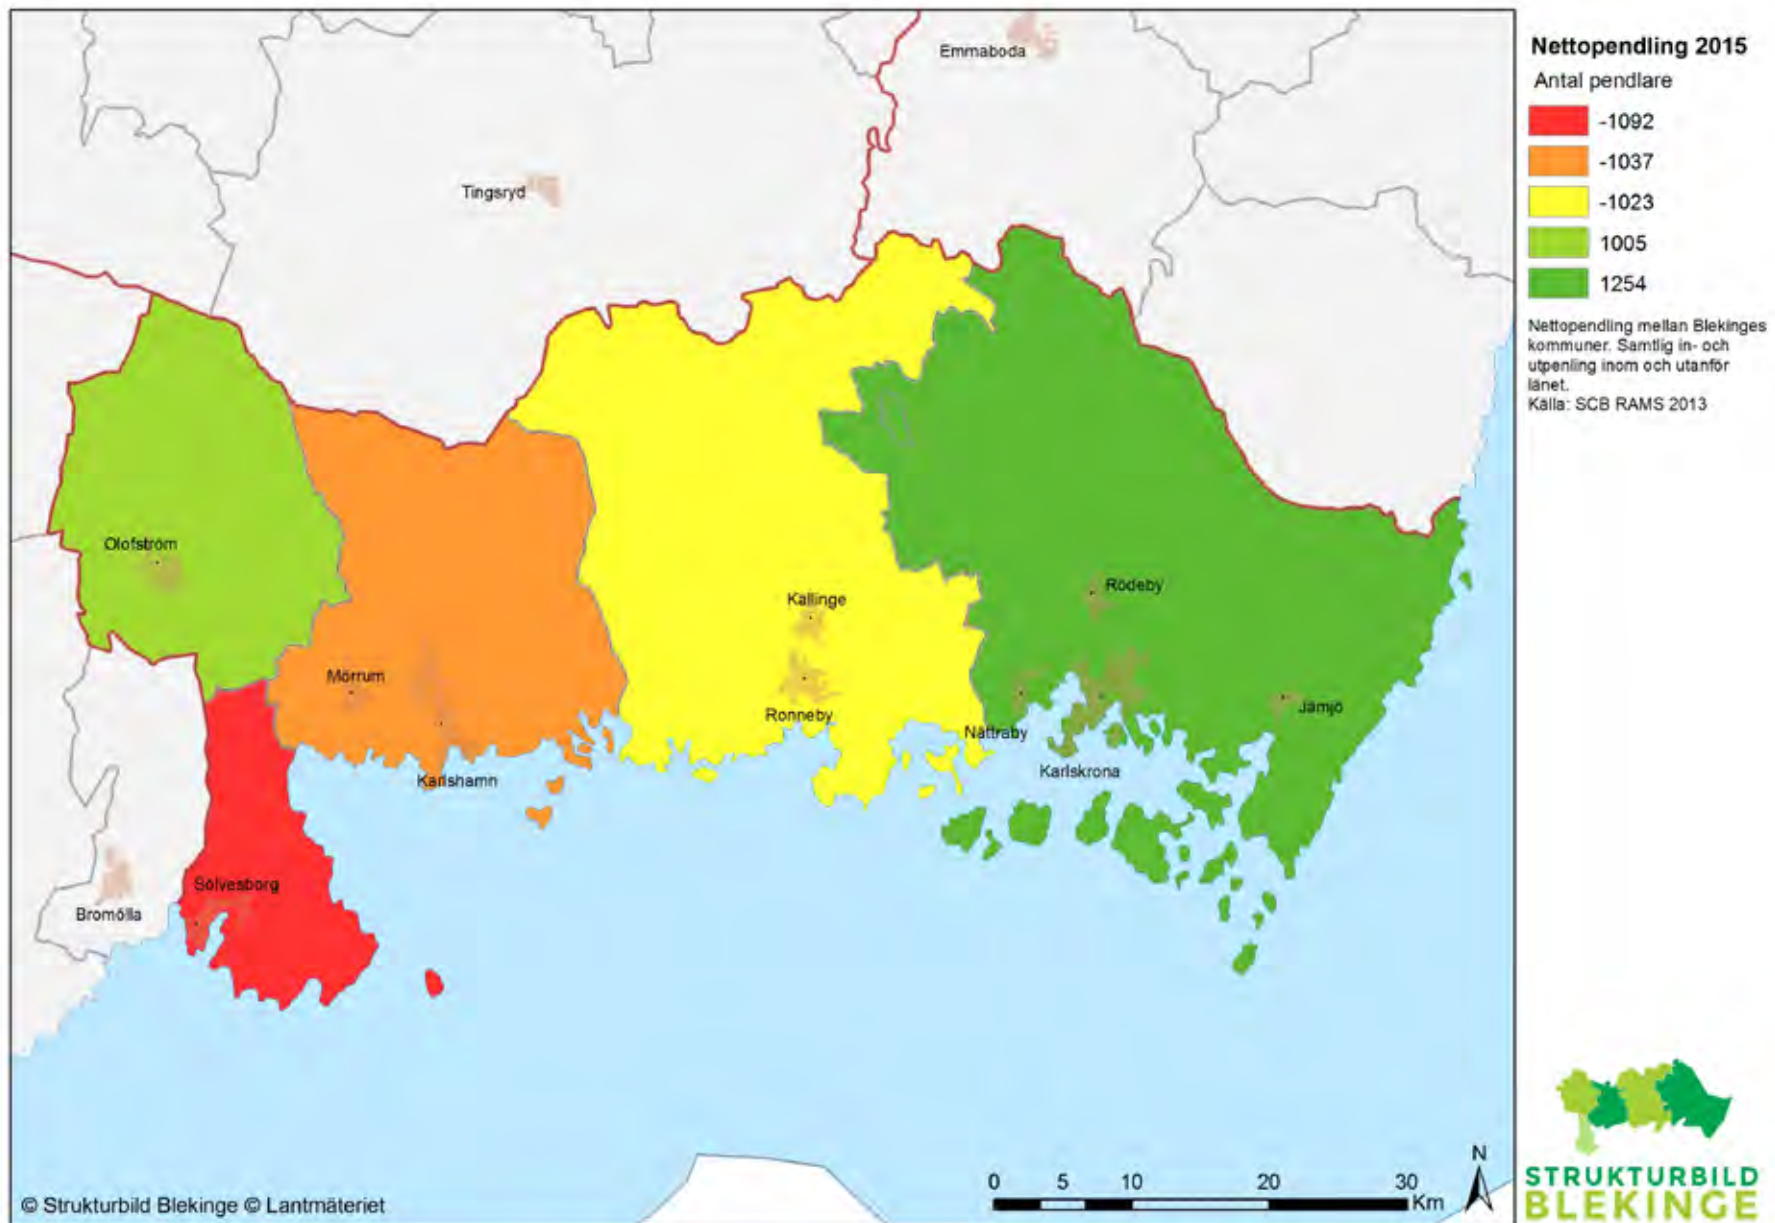 Emmaboda
Tingsryd
Olofström
Kallinge
Rödeby
Mörrum
Ronneby
Nättraby
Jämjö
Karlshamn
Karlskrona
Sölvesborg
Bromölla
© Strukturbild Blekinge © Lantmäteriet
0 5 10 20 30
Km
N
Nettopendling 2015
Antal pendlare
-1092
-1037
-1023
1005
1254
Nettopendling mellan Blekinges
kommuner. Samtlig in- och
utpenling inom och utanför
länet.
Källa: SCB RAMS 2013
STRUKTURBILD
BLEKINGE